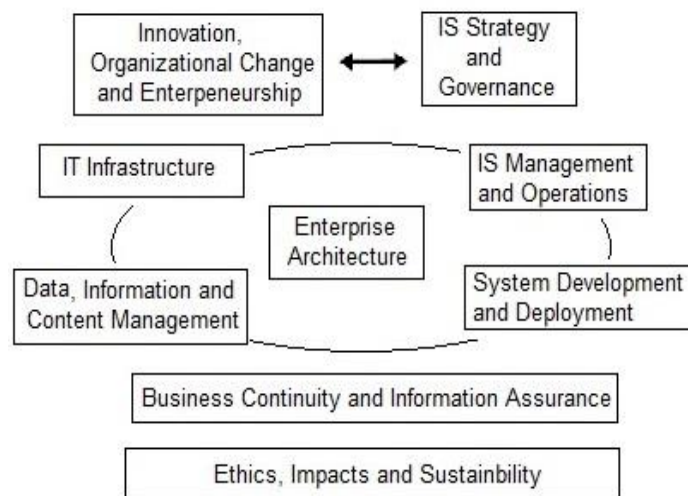 Innovation,
Organizational Change
and Enterpeneurship
IS Strategy
and
Governance
IT Infrastructure
IS Management
and Operations
Enterprise
Architecture
Data, Information and
Content Management
System Development
and Deployment
Business Continuity and Information Assurance
Ethics, Impacts and Sustainbility